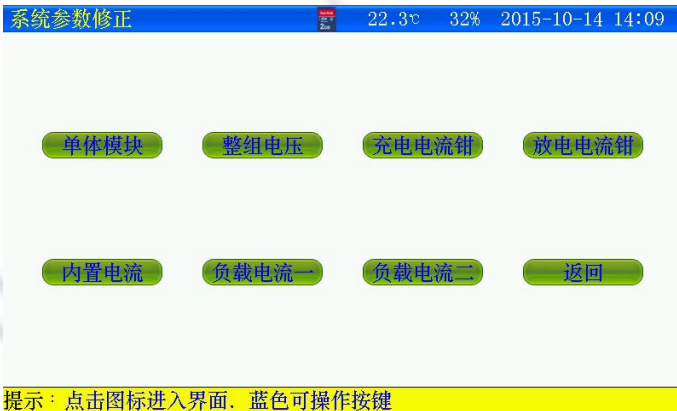 系统参数修正 22.3℃ 32% 2015-10-14 14:09
单体模块 整组电压 充电电流钳 放电电流钳
内置电流 负载电流一 负载电流二 返回
提示：点击图标进入界面．蓝色可操作按键